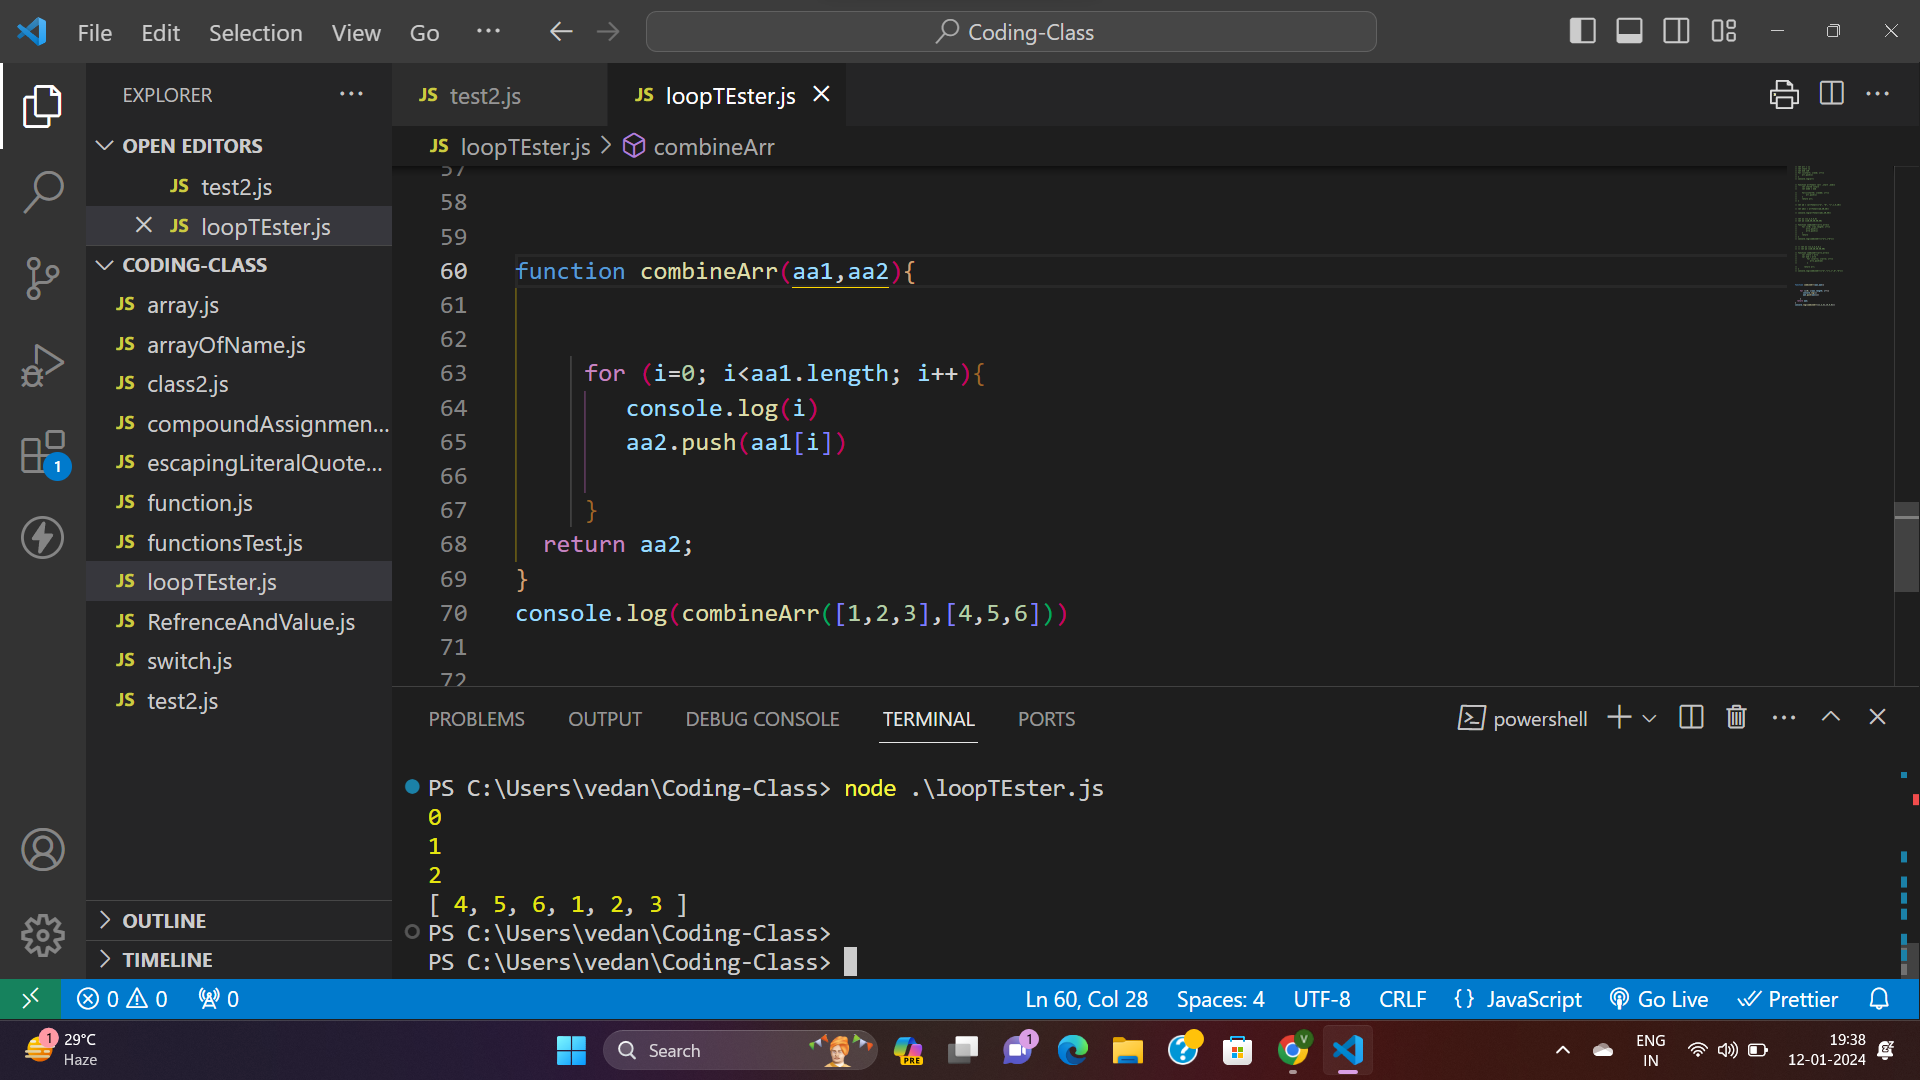 File Edit Selection View Go ··· Coding-Class
EXPLORER ···
OPEN EDITORS
JS test2.js
JS loopTEster.js
CODING-CLASS
JS array.js
JS arrayOfName.js
JS class2.js
JS compoundAssignmen...
JS escapingLiteralQuote...
JS function.js
JS functionsTest.js
JS loopTEster.js
JS RefrenceAndValue.js
JS switch.js
JS test2.js
OUTLINE
TIMELINE
1
JS test2.js JS loopTEster.js
JS loopTEster.js > combineArr
57
58
59
60 function combineArr(aa1,aa2){
61
62
63 for (i=0; i<aa1.length; i++){
64 console.log(i)
65 aa2.push(aa1[i])
66
67 }
68 return aa2;
69 }
70 console.log(combineArr([1,2,3],[4,5,6]))
71
72
PROBLEMS OUTPUT DEBUG CONSOLE TERMINAL PORTS powershell
PS C:\Users\vedan\Coding-Class> node .\loopTEster.js
0
1
2
[ 4, 5, 6, 1, 2, 3 ]
PS C:\Users\vedan\Coding-Class>
PS C:\Users\vedan\Coding-Class>
0 0 0 Ln 60, Col 28 Spaces: 4 UTF-8 CRLF {} JavaScript Go Live Prettier
1 29°C
Haze
Search
PRE
1
V
ENG
IN
19:38
12-01-2024